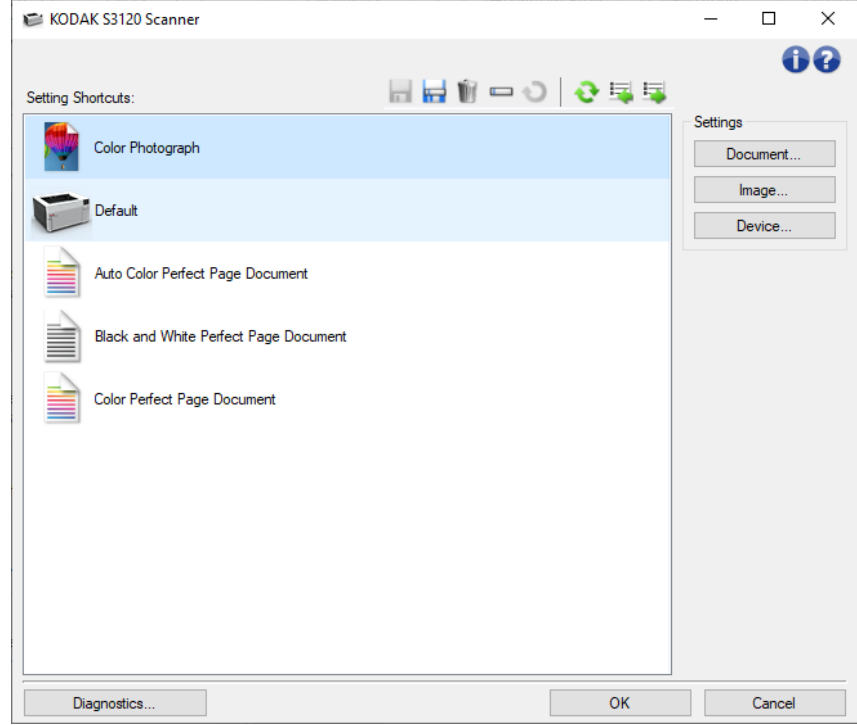 KODAK S3120 Scanner
Setting Shortcuts:
Color Photograph
Default
Auto Color Perfect Page Document
Black and White Perfect Page Document
Color Perfect Page Document
Settings
Document...
Image...
Device...
Diagnostics...
OK
Cancel